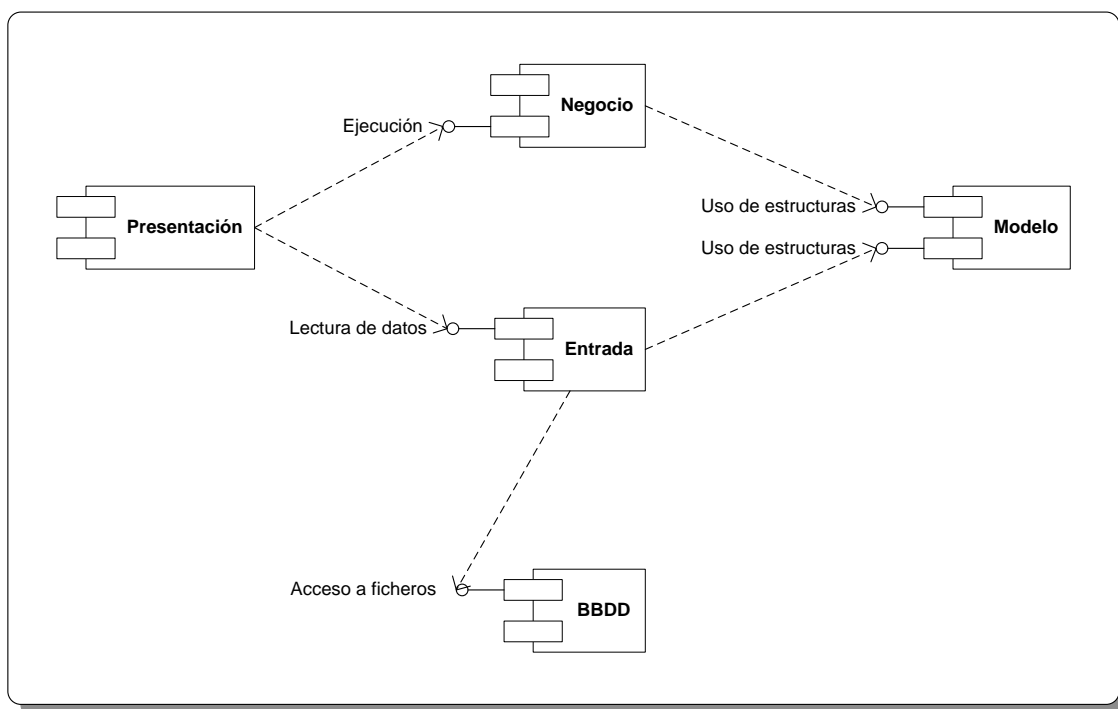 Negocio
Ejecución
Presentación
Uso de estructuras
Modelo
Uso de estructuras
Lectura de datos
Entrada
Acceso a ficheros
BBDD